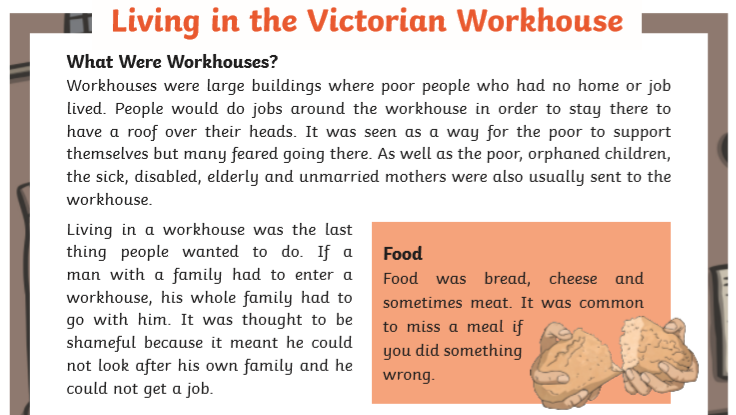 Living in the Victorian Workhouse
What Were Workhouses?
Workhouses were large buildings where poor people who had no home or job
lived. People would do jobs around the workhouse in order to stay there to
have a roof over their heads. It was seen as a way for the poor to support
themselves but many feared going there. As well as the poor, orphaned children,
the sick, disabled, elderly and unmarried mothers were also usually sent to the
workhouse.
Living in a workhouse was the last
thing people wanted to do. If a
man with a family had to enter a
workhouse, his whole family had to
go with him. It was thought to be
shameful because it meant he could
not look after his own family and he
could not get a job.
Food
Food was bread, cheese and
sometimes meat. It was common
to miss a meal if
you did something
wrong.